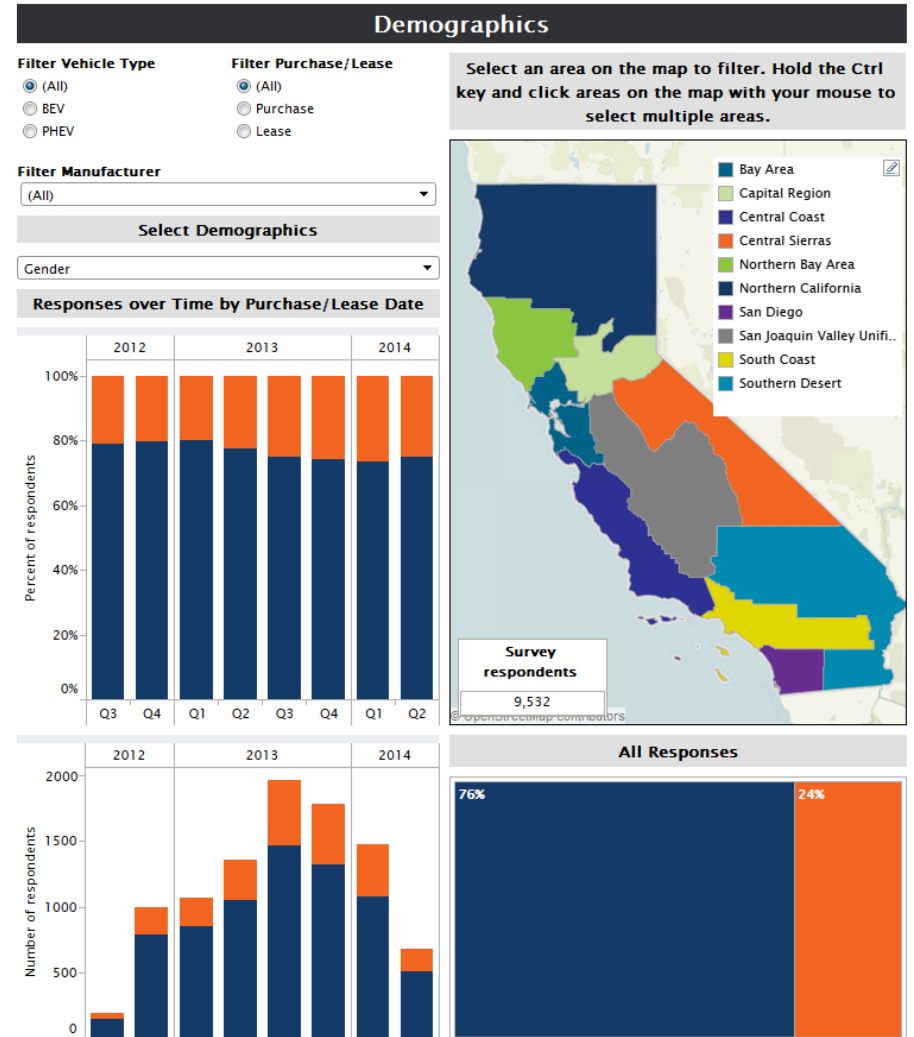 Demographics
Filter Vehicle Type
(All)
BEV
PHEV
Filter Purchase/Lease
(All)
Purchase
Lease
Filter Manufacturer
(All)
Select Demographics
Gender
Responses over Time by Purchase/Lease Date
2012 2013 2014
100%
80%
60%
40%
20%
0%
Percent of respondents
Q3 Q4 Q1 Q2 Q3 Q4 Q1 Q2
2012 2013 2014
2000
1500
1000
500
0
Number of respondents
Select an area on the map to filter. Hold the Ctrl
key and click areas on the map with your mouse to
select multiple areas.
Bay Area
Capital Region
Central Coast
Central Sierras
Northern Bay Area
Northern California
San Diego
San Joaquin Valley Unifi..
South Coast
Southern Desert
Survey
respondents
9,532
© OpenStreetMap contributors
All Responses
76% 24%